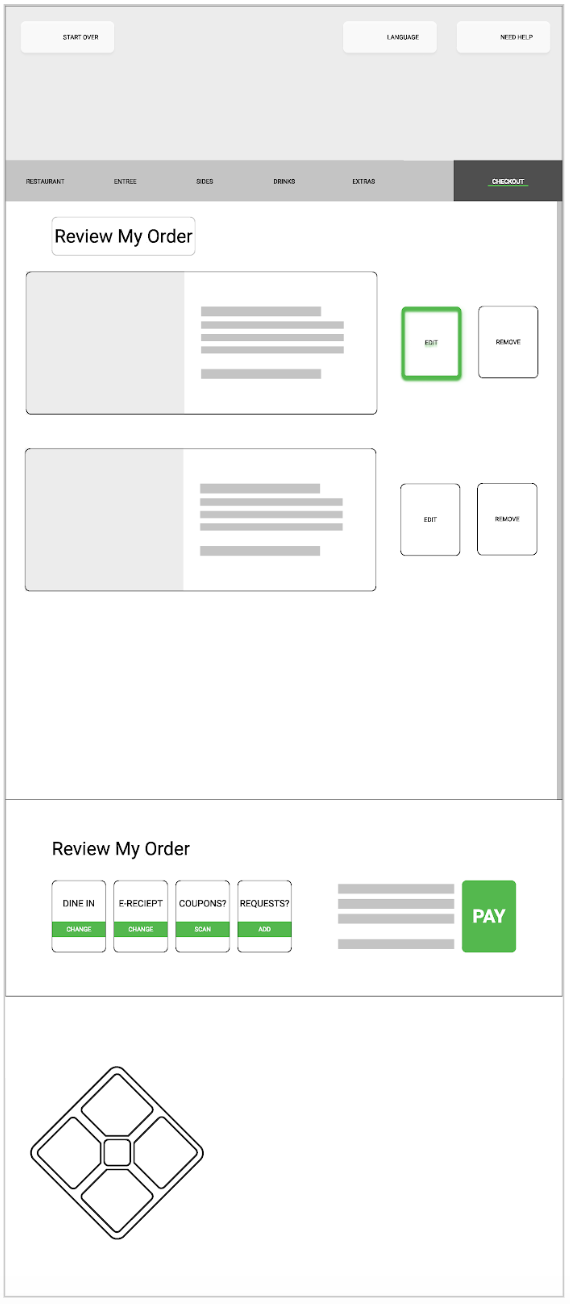 START OVER
LANGUAGE
NEED HELP
RESTAURANT
ENTREE
SIDES
DRINKS
EXTRAS
CHECKOUT
Review My Order
EDIT
REMOVE
EDIT
REMOVE
Review My Order
DINE IN
E-RECIEPT
COUPONS?
REQUESTS?
CHANGE
CHANGE
SCAN
ADD
PAY